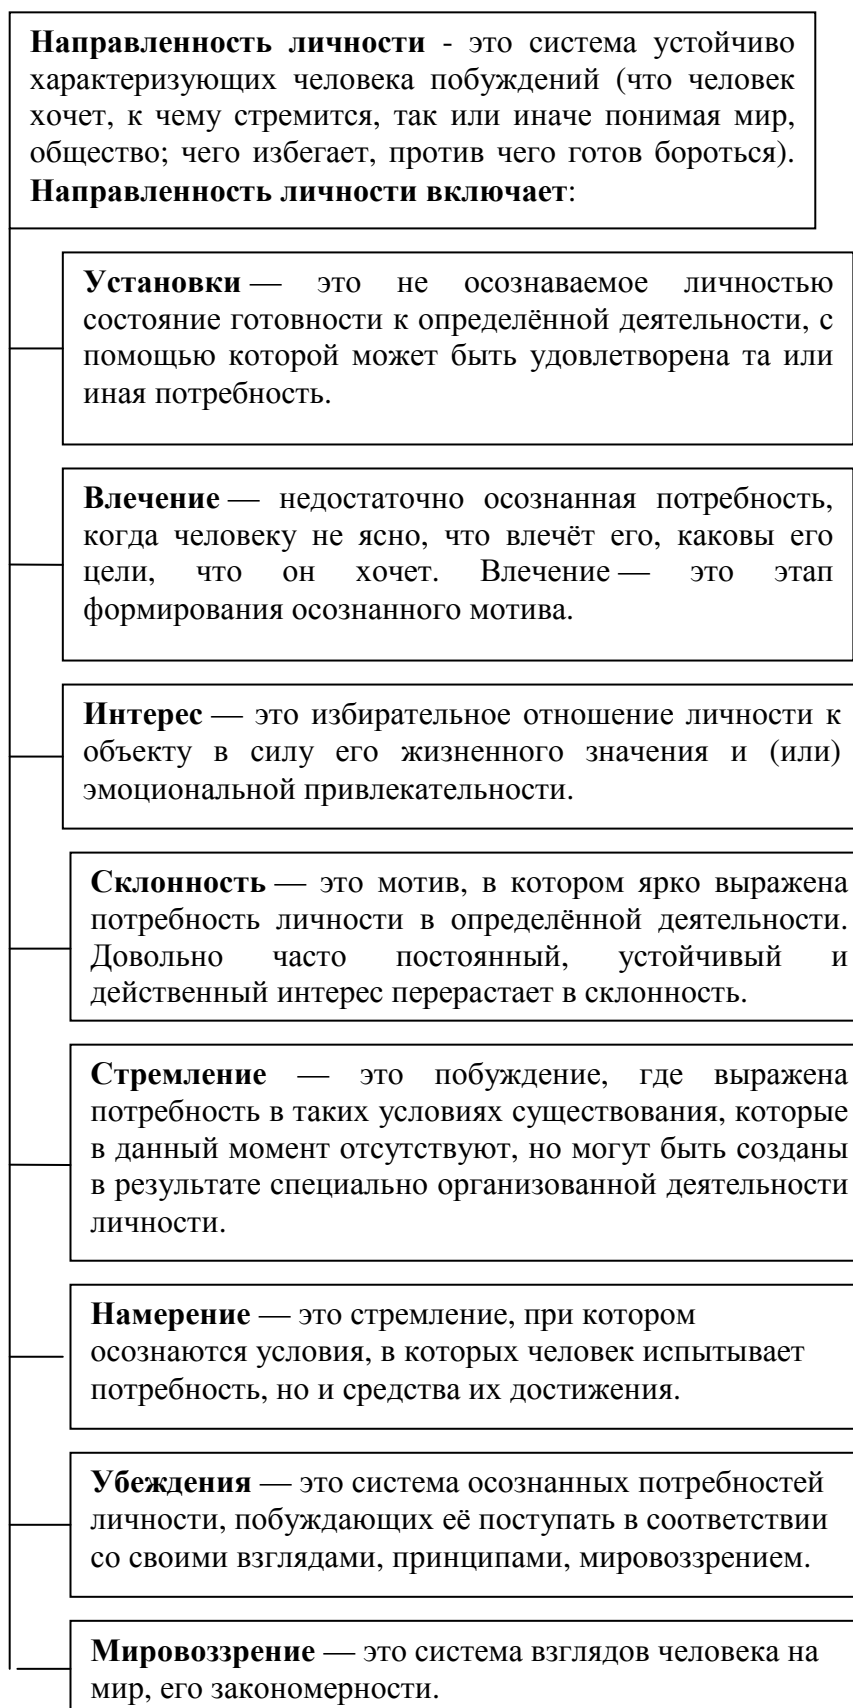 Направленность личности - это система устойчиво
характеризующих человека побуждений (что человек
хочет, к чему стремится, так или иначе понимая мир,
общество; чего избегает, против чего готов бороться).
Направленность личности включает:
Установки — это не осознаваемое личностью
состояние готовности к определённой деятельности, с
помощью которой может быть удовлетворена та или
иная потребность.
Влечение — недостаточно осознанная потребность,
когда человеку не ясно, что влечёт его, каковы его
цели, что он хочет. Влечение — это этап
формирования осознанного мотива.
Интерес — это избирательное отношение личности к
объекту в силу его жизненного значения и (или)
эмоциональной привлекательности.
Склонность — это мотив, в котором ярко выражена
потребность личности в определённой деятельности.
Довольно часто постоянный, устойчивый и
действенный интерес перерастает в склонность.
Стремление — это побуждение, где выражена
потребность в таких условиях существования, которые
в данный момент отсутствуют, но могут быть созданы
в результате специально организованной деятельности
личности.
Намерение — это стремление, при котором
осознаются условия, в которых человек испытывает
потребность, но и средства их достижения.
Убеждения — это система осознанных потребностей
личности, побуждающих её поступать в соответствии
со своими взглядами, принципами, мировоззрением.
Мировоззрение — это система взглядов человека на
мир, его закономерности.